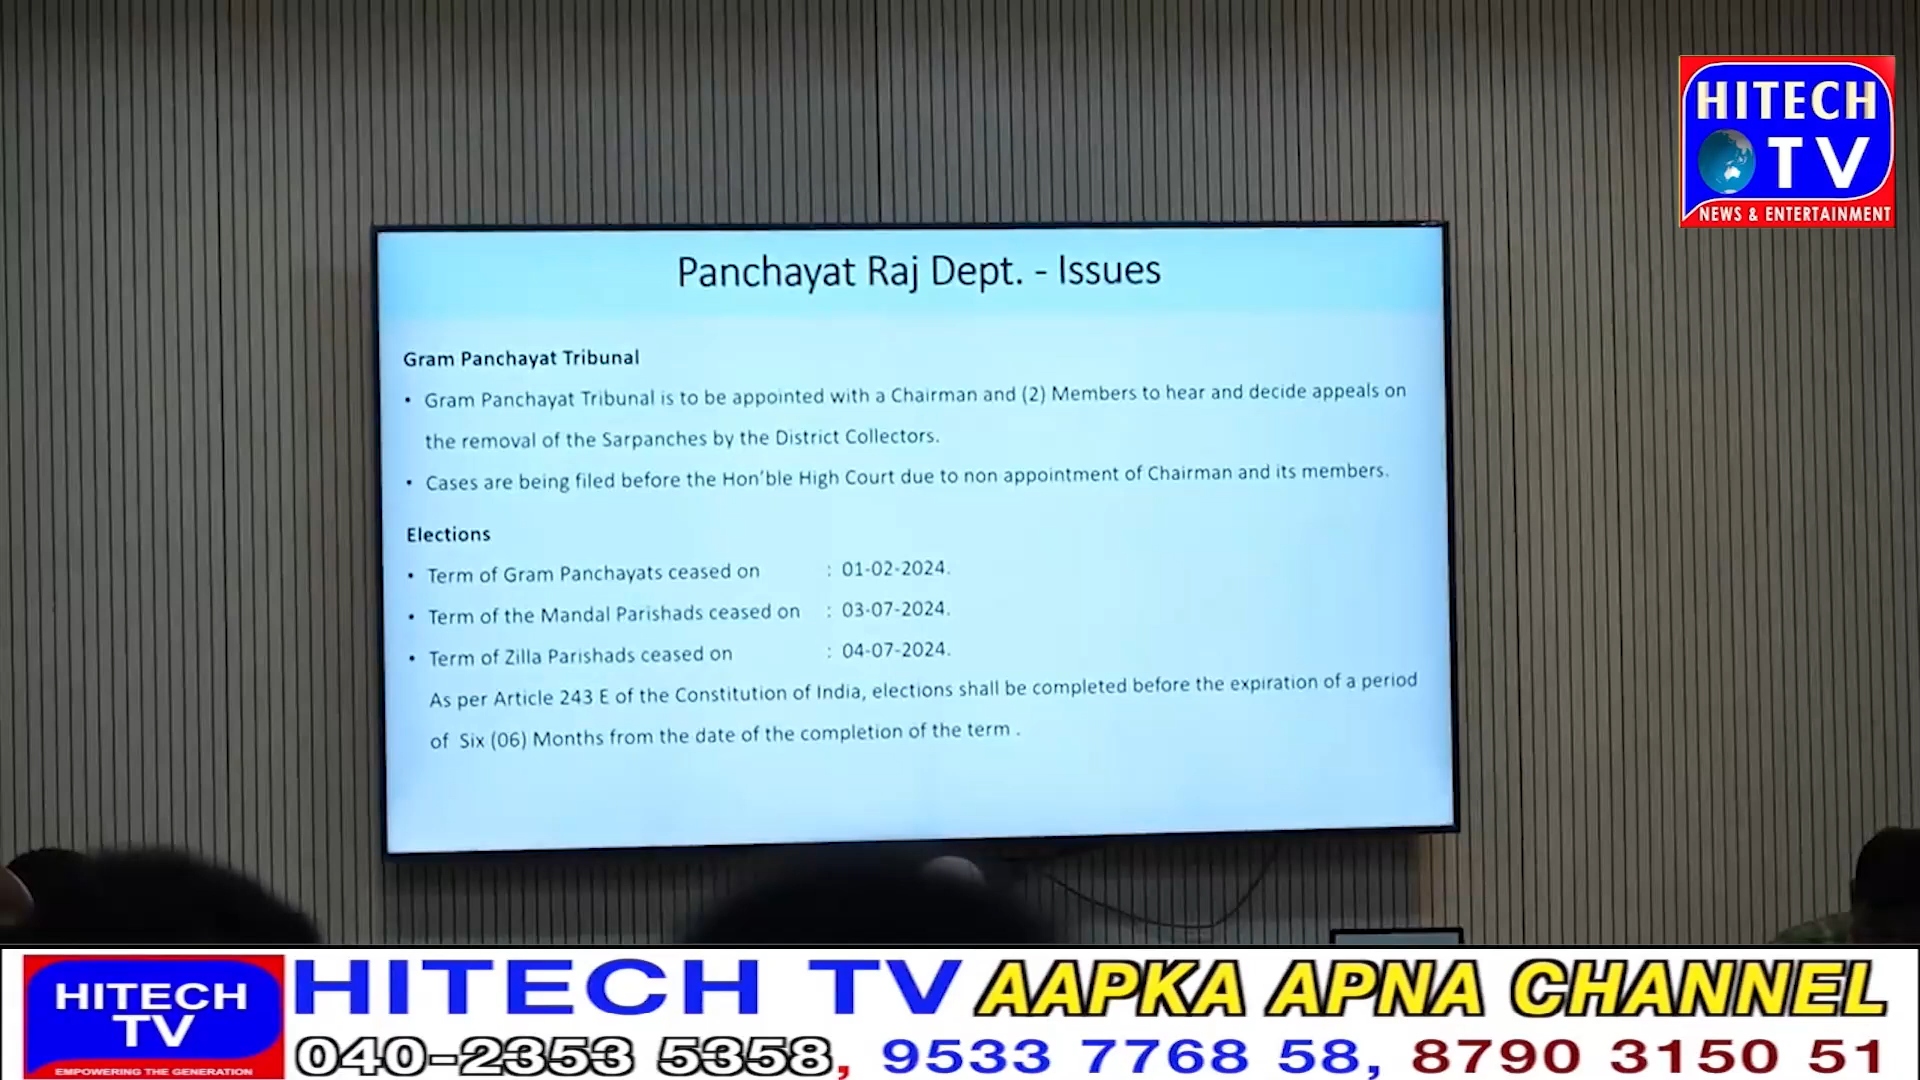 HITECH
TV
NEWS & ENTERTAINMENT
Panchayat Raj Dept. - Issues
Gram Panchayat Tribunal
• Gram Panchayat Tribunal is to be appointed with a Chairman and (2) Members to hear and decide appeals on
the removal of the Sarpanches by the District Collectors.
• Cases are being filed before the Hon'ble High Court due to non appointment of Chairman and its members.
Elections
• Term of Gram Panchayats ceased on : 01-02-2024.
• Term of the Mandal Parishads ceased on : 03-07-2024.
• Term of Zilla Parishads ceased on : 04-07-2024.
As per Article 243 E of the Constitution of India, elections shall be completed before the expiration of a period
of Six (06) Months from the date of the completion of the term .
HITECH
TV
EMPOWERING THE GENERATION
HITECH TV AAPKA APNA CHANNEL
040-2353 5358, 9533 7768 58, 8790 3150 51